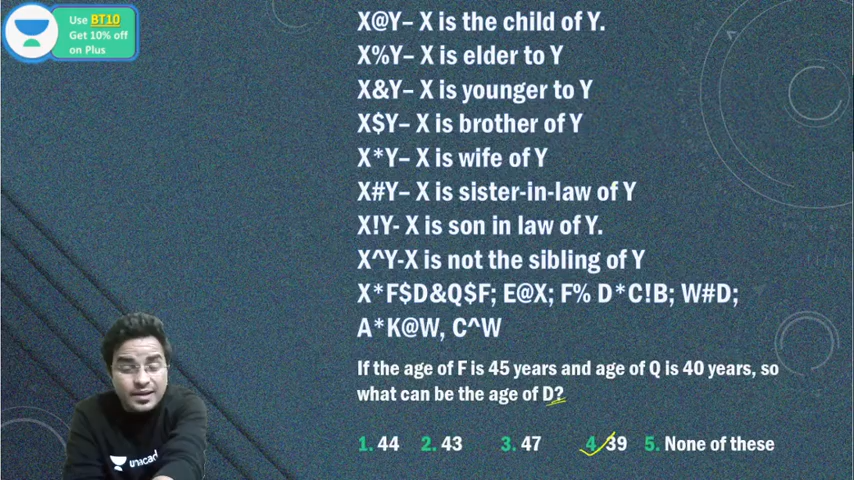 Use BT10
Get 10% off
on Plus
X@Y– X is the child of Y.
X%Y– X is elder to Y
X&Y– X is younger to Y
X$Y– X is brother of Y
X*Y– X is wife of Y
X#Y– X is sister-in-law of Y
X!Y- X is son in law of Y.
X^Y-X is not the sibling of Y
X*F$D&Q$F; E@X; F% D*C!B; W#D;
A*K@W, C^W
If the age of F is 45 years and age of Q is 40 years, so
what can be the age of D?
1. 44 2. 43 3. 47 4. 39 5. None of these